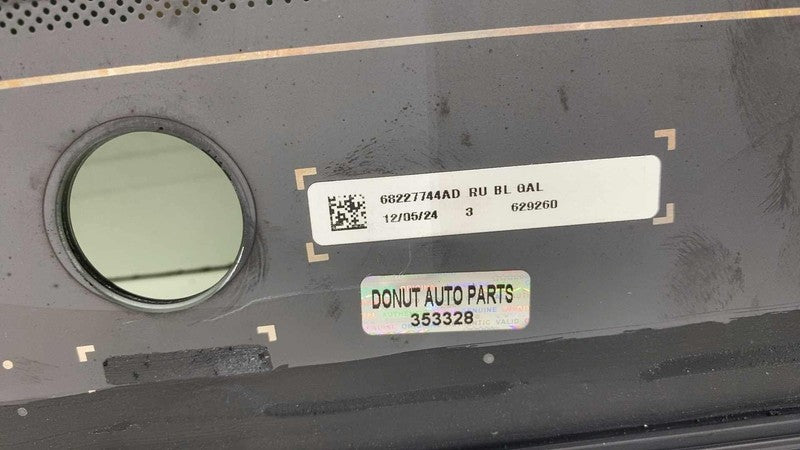 68227744AD RU BL QAL
12/05/24 3 629260
DONUT AUTO PARTS
353328